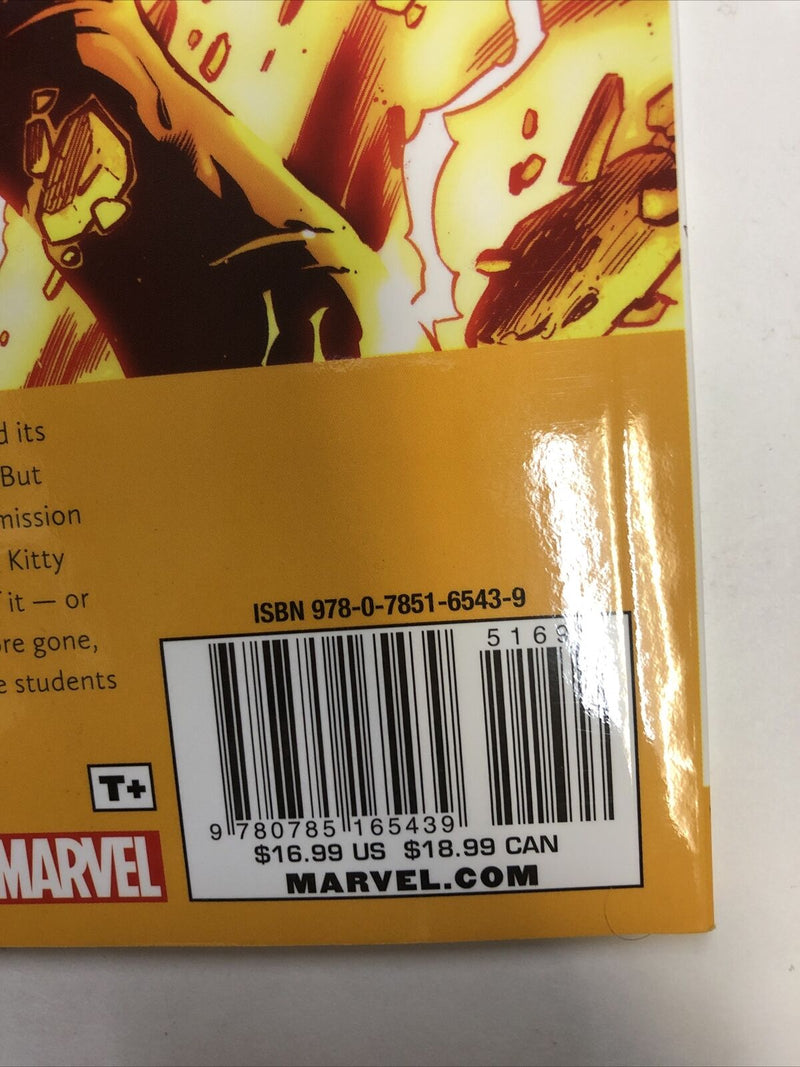 d its
But
mission
Kitty
it — or
re gone,
e students
ISBN 978-0-7851-6543-9
5169
T+
9 780785 165439
$16.99 US $18.99 CAN
MARVEL
MARVEL.COM